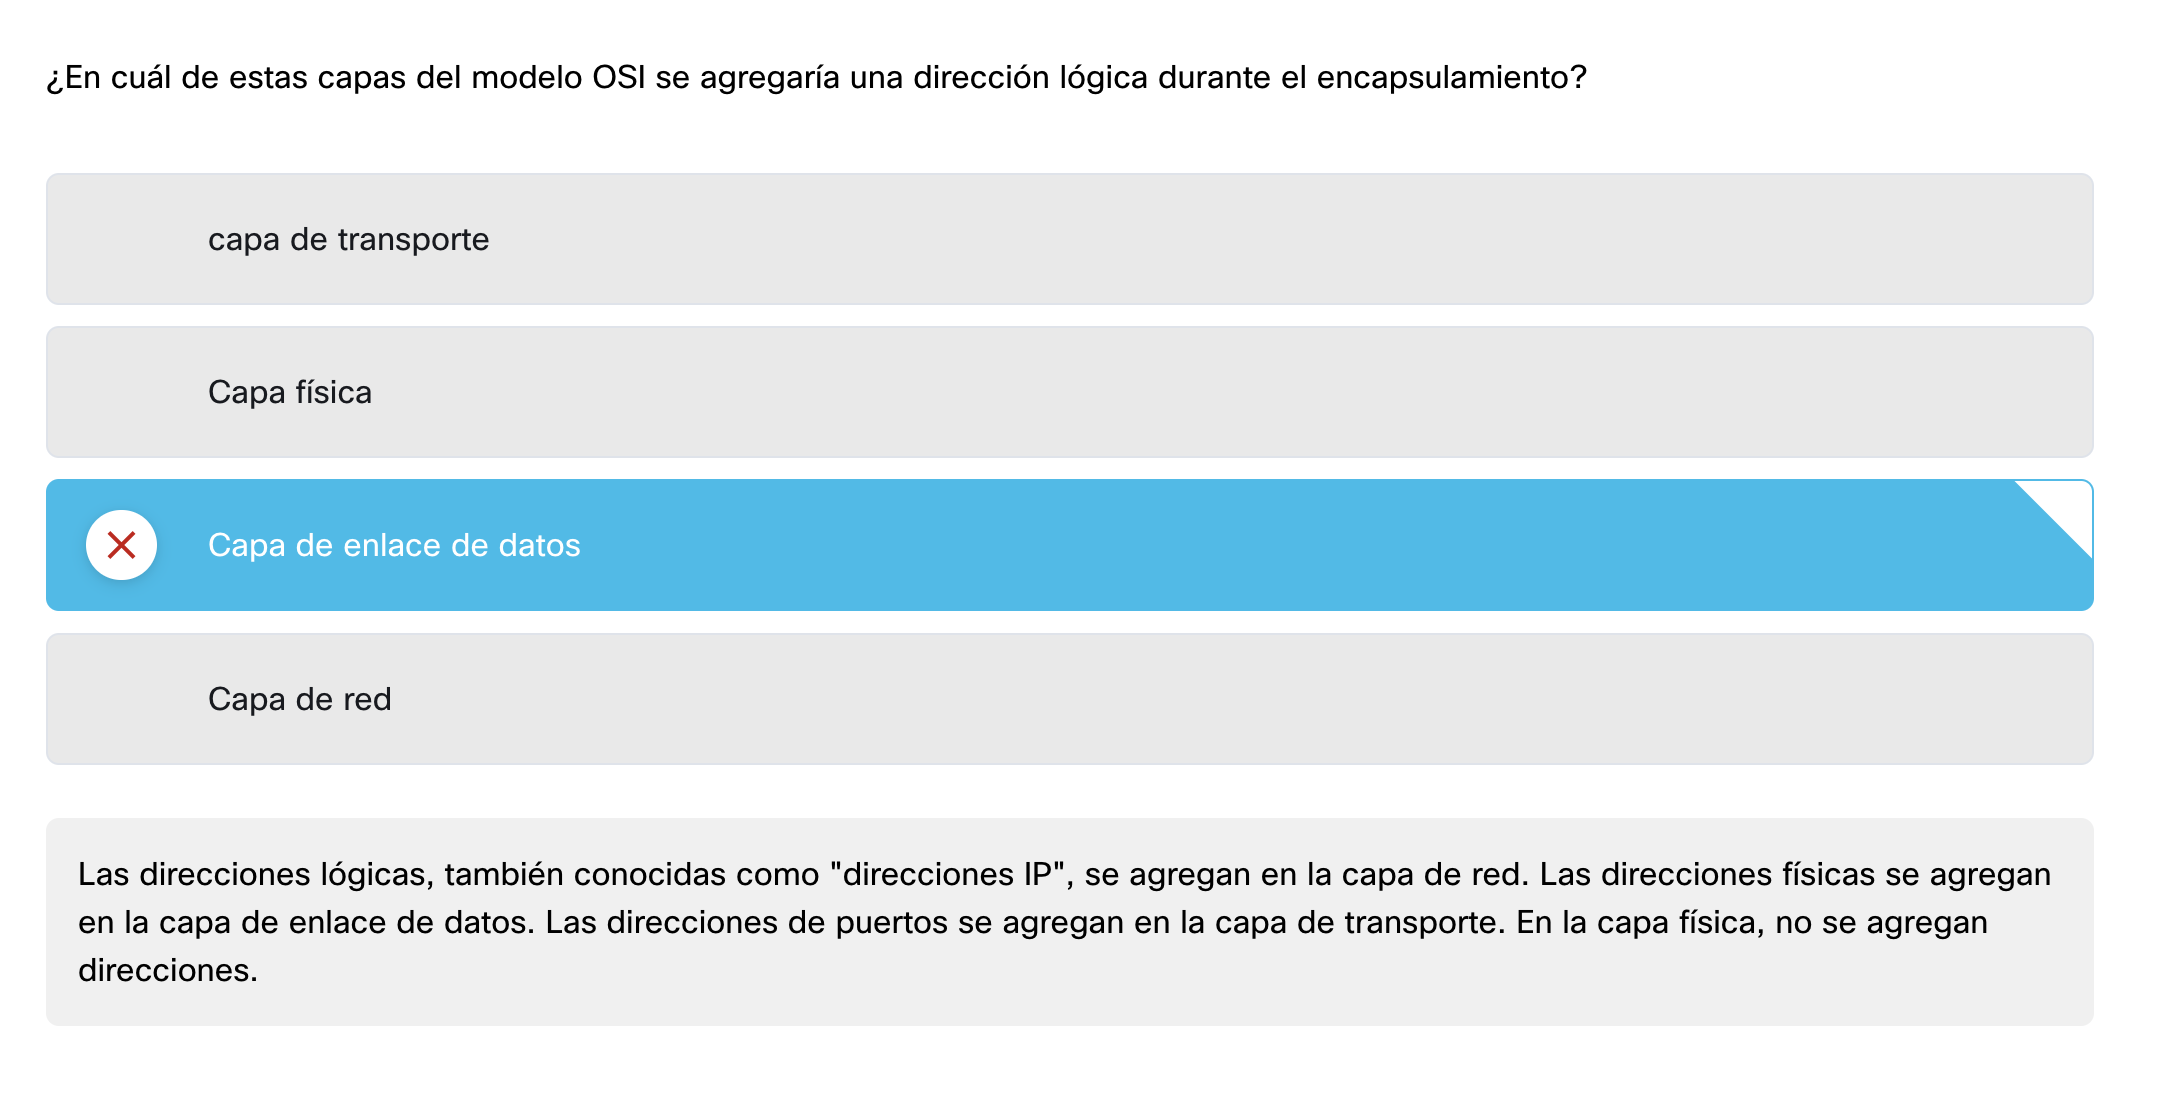 ¿En cuál de estas capas del modelo OSI se agregaría una dirección lógica durante el encapsulamiento?
capa de transporte
Capa física
Capa de enlace de datos
Capa de red
Las direcciones lógicas, también conocidas como "direcciones IP", se agregan en la capa de red. Las direcciones físicas se agregan
en la capa de enlace de datos. Las direcciones de puertos se agregan en la capa de transporte. En la capa física, no se agregan
direcciones.